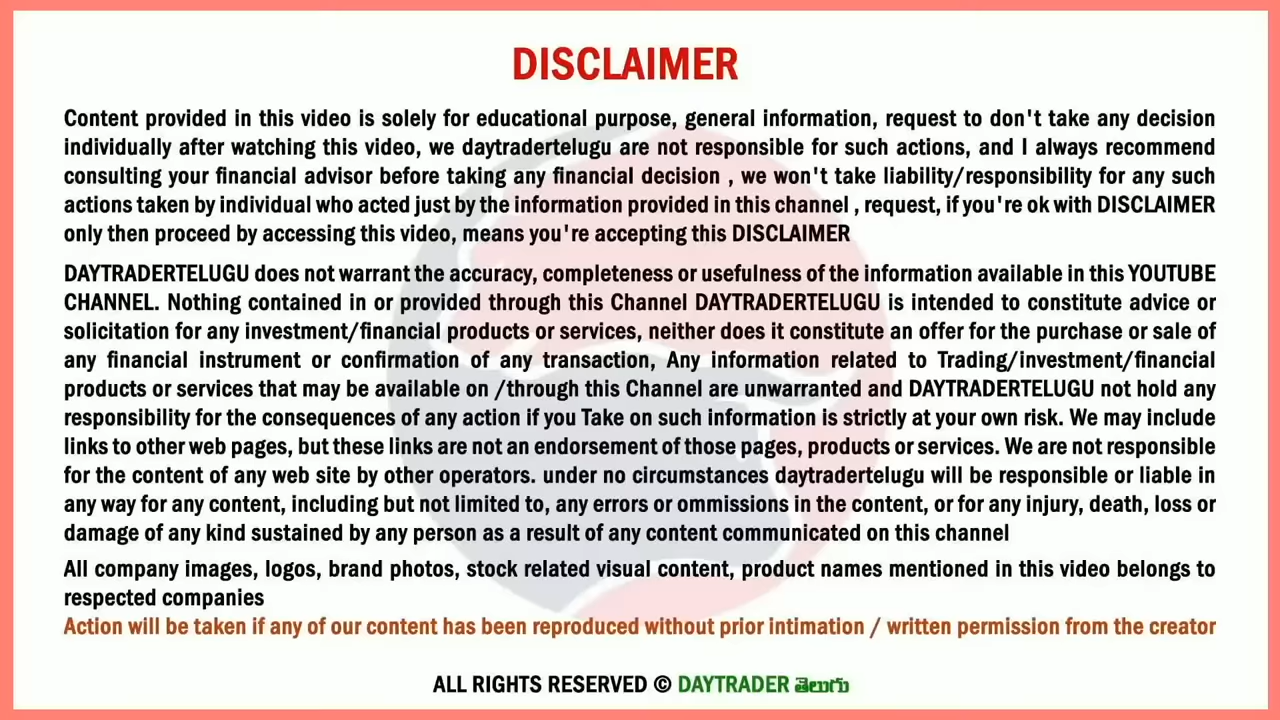 DISCLAIMER
Content provided in this video is solely for educational purpose, general information, request to don't take any decision
individually after watching this video, we daytradertelugu are not responsible for such actions, and I always recommend
consulting your financial advisor before taking any financial decision , we won't take liability/responsibility for any such
actions taken by individual who acted just by the information provided in this channel , request, if you're ok with DISCLAIMER
only then proceed by accessing this video, means you're accepting this DISCLAIMER
DAYTRADERTELUGU does not warrant the accuracy, completeness or usefulness of the information available in this YOUTUBE
CHANNEL. Nothing contained in or provided through this Channel DAYTRADERTELUGU is intended to constitute advice or
solicitation for any investment/financial products or services, neither does it constitute an offer for the purchase or sale of
any financial instrument or confirmation of any transaction, Any information related to Trading/investment/financial
products or services that may be available on /through this Channel are unwarranted and DAYTRADERTELUGU not hold any
responsibility for the consequences of any action if you Take on such information is strictly at your own risk. We may include
links to other web pages, but these links are not an endorsement of those pages, products or services. We are not responsible
for the content of any web site by other operators. under no circumstances daytradertelugu will be responsible or liable in
any way for any content, including but not limited to, any errors or ommissions in the content, or for any injury, death, loss or
damage of any kind sustained by any person as a result of any content communicated on this channel
All company images, logos, brand photos, stock related visual content, product names mentioned in this video belongs to
respected companies
Action will be taken if any of our content has been reproduced without prior intimation / written permission from the creator
ALL RIGHTS RESERVED © DAYTRADER తెలుగు